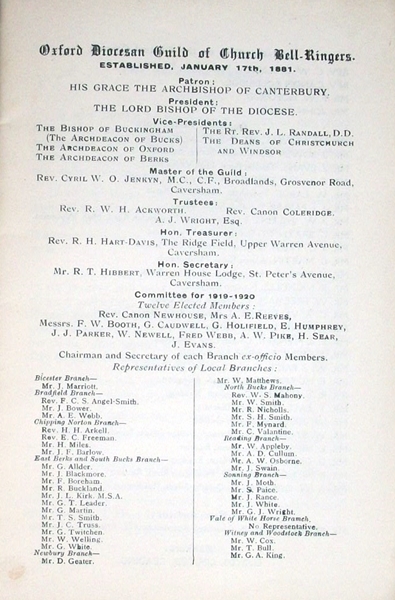 Oxford Diocesan Guild of Church Bell-Ringers.
ESTABLISHED, JANUARY 17th, 1881.
Patron:
HIS GRACE THE ARCHBISHOP OF CANTERBURY.
President:
THE LORD BISHOP OF THE DIOCESE.
Vice-Presidents:
THE BISHOP OF BUCKINGHAM
(THE ARCHDEACON OF BUCKS)
THE ARCHDEACON OF OXFORD
THE ARCHDEACON OF BERKS
THE RT. REV. J. L. RANDALL, D.D.
THE DEANS OF CHRISTCHURCH
AND WINDSOR
Master of the Guild:
REV. CYRIL W. O. JENKYN, M.C., C.F., Broadlands, Grosvenor Road,
Caversham.
Trustees:
REV. R. W. H. ACKWORTH. REV. CANON COLERIDGE.
A. J. WRIGHT, ESQ.
Hon. Treasurer:
REV. R. H. HART-DAVIS, The Ridge Field, Upper Warren Avenue,
Caversham.
Hon. Secretary:
MR. R. T. HIBBERT, Warren House Lodge, St. Peter's Avenue,
Caversham.
Committee for 1919-1920
Twelve Elected Members:
REV. CANON NEWHOUSE, MRS A. E. REEVES,
MESSRS. F. W. BOOTH, G. CAUDWELL, G. HOLIFIELD, E. HUMPHREY,
J. J. PARKER, W. NEWELL, FRED WEBB, A. W. PIKE, H. SEAR,
J. EVANS.
Chairman and Secretary of each Branch ex-officio Members.
Representatives of Local Branches:
Bicester Branch—
Mr. J. Marriott.
Bradfield Branch—
Rev. F. C. S. Angel-Smith.
Mr. J. Bower.
Mr. A. E. Webb.
Chipping Norton Branch—
Rev. H. H. Arkell.
Rev. E. C. Freeman.
Mr. H. Miles.
Mr. J. F. Barlow.
East Berks and South Bucks Branch—
Mr. G. Allder.
Mr. J. Blackmore.
Mr. F. Boreham.
Mr. R. Buckland.
Mr. J. L. Kirk. M.S.A.
Mr. G. T. Leader.
Mr. G. Martin.
Mr. T. S. Smith.
Mr. J. C. Truss.
Mr. G. Twitchen.
Mr. W. Welling.
Mr. G. White.
Newbury Branch—
Mr. D. Geater.
Mr. W. Matthews.
North Bucks Branch—
Rev. W. S. Mahony.
Mr. W. Smith.
Mr. R. Nicholls.
Mr. S. H. Smith.
Mr. F. Mynard.
Mr. C. Valantine.
Reading Branch—
Mr. W. Appleby.
Mr. A. D. Cullum.
Mr. A. W. Osborne.
Mr. J. Swain.
Sonning Branch—
Mr. J. Moth.
Mr. S. Paice.
Mr. J. Rance.
Mr. J. White.
Mr. G. J. Wright.
Vale of White Horse Branch,
No Representative.
Witney and Woodstock Branch—
Mr. W. Cox.
Mr. T. Bull.
Mr. G. A. King.